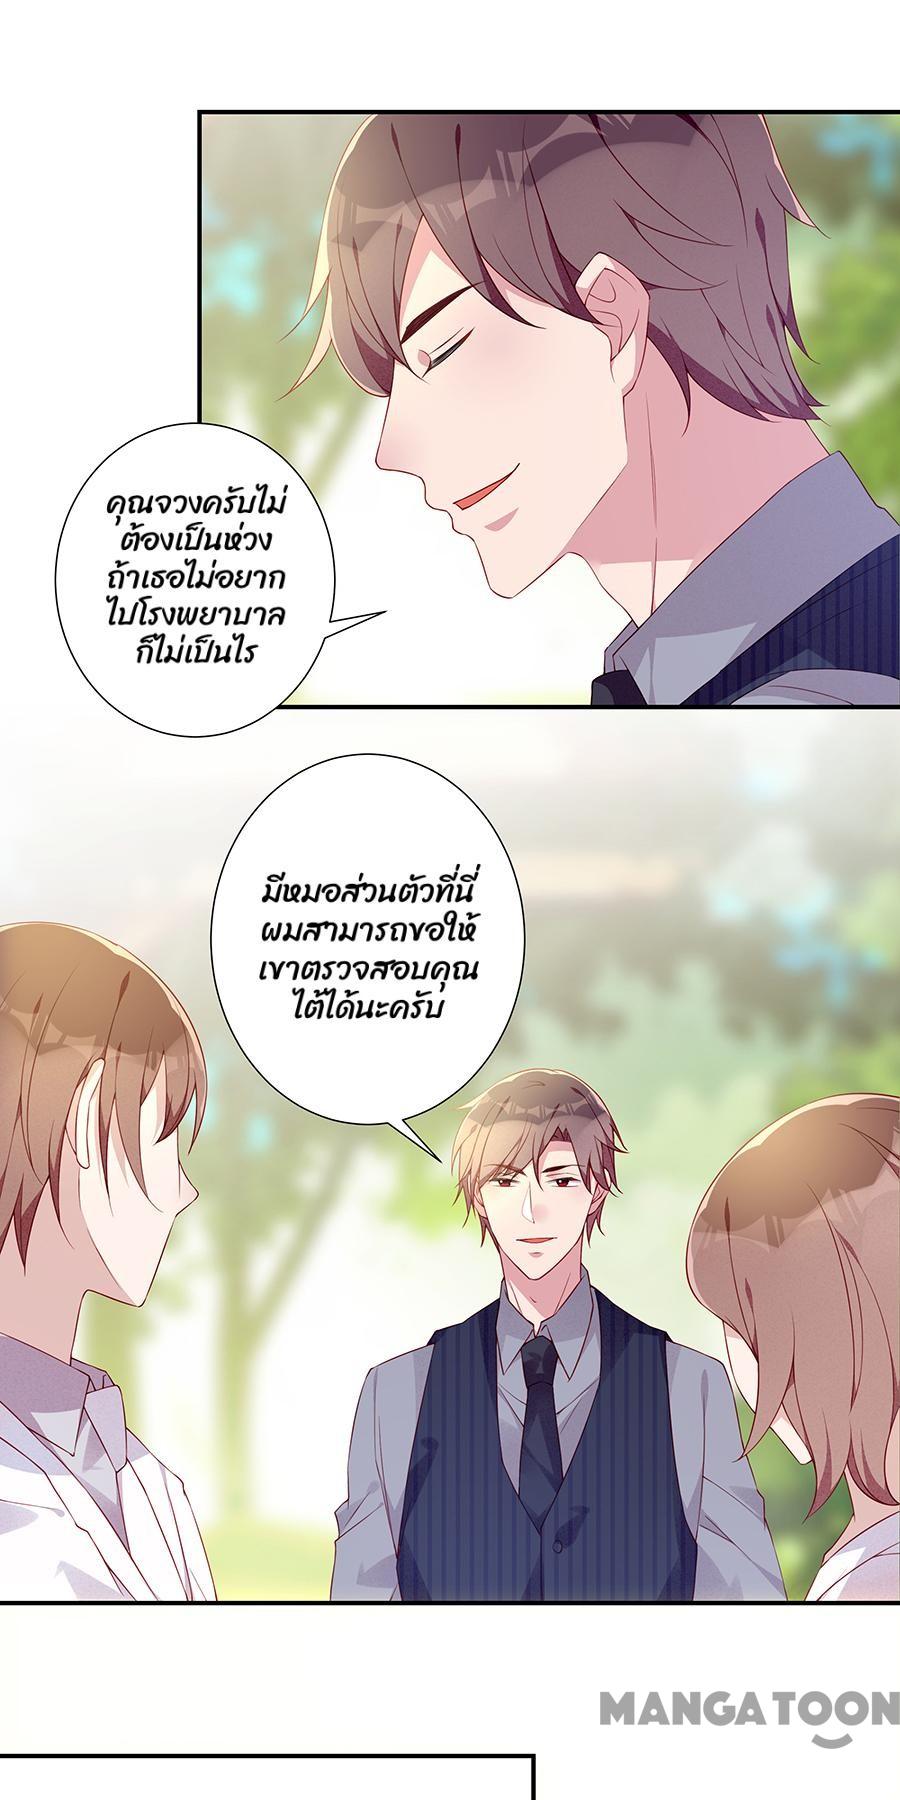 คุณจวงครับไม่
ต้องเป็นห่วง
ถ้าเธอไม่อยาก
ไปโรงพยาบาล
ก็ไม่เป็นไร
มีหมอส่วนตัวที่นี่
ผมสามารถขอให้
เขาตรวจสอบคุณ
ไต้ได้นะครับ
MANGATOON